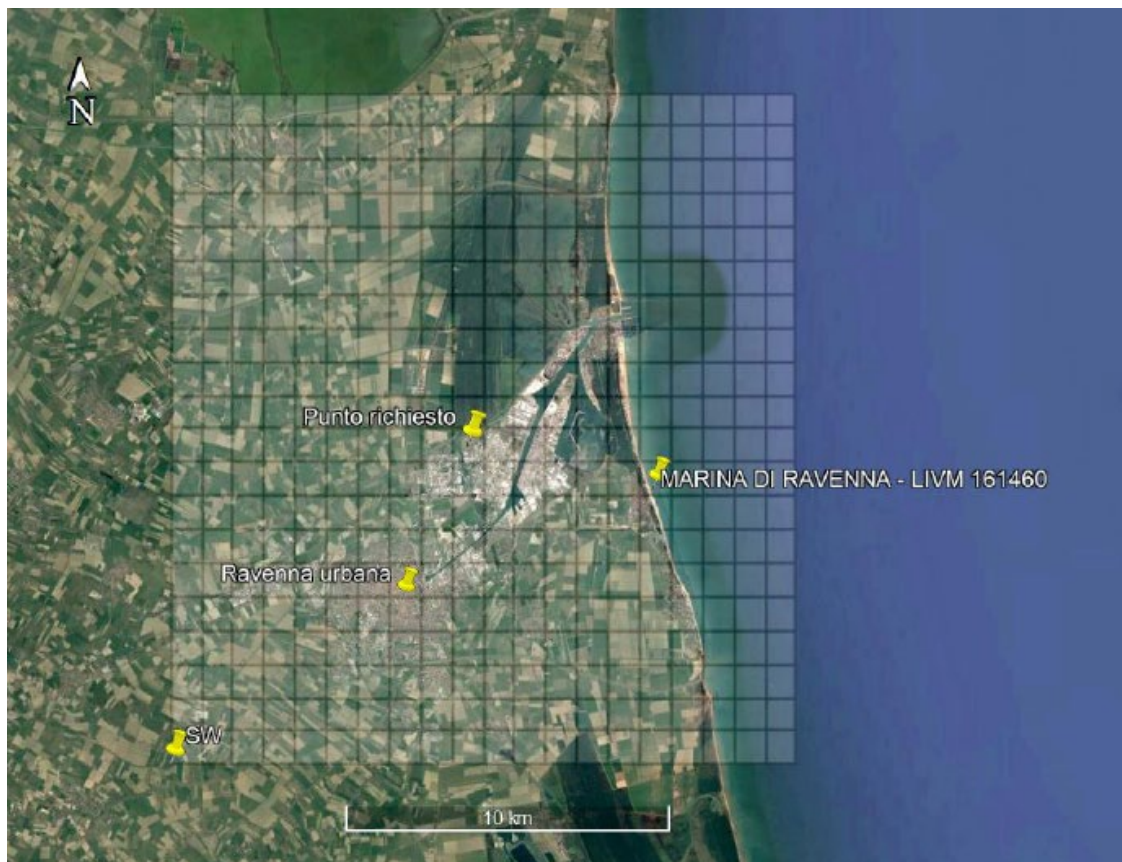 N
Punto richiesto
MARINA DI RAVENNA - LIVM 161460
Ravenna urbana
SW
10 km